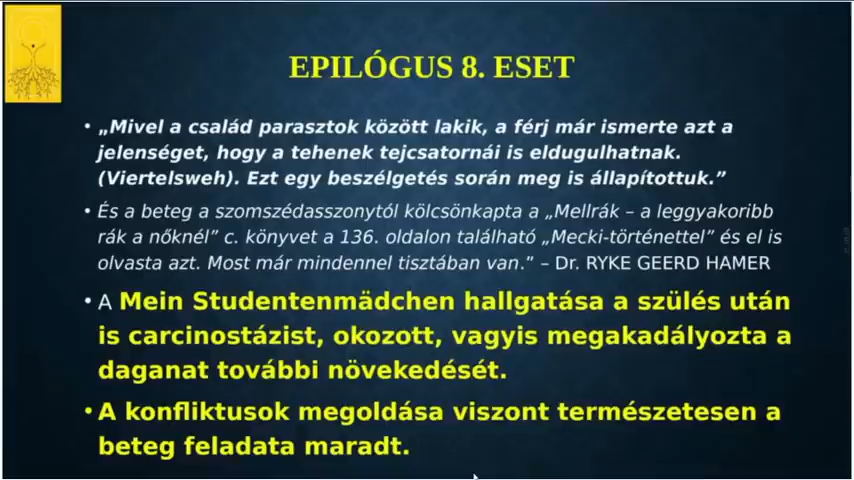 EPILÓGUS 8. ESET
• „Mivel a család parasztok között lakik, a férj már ismerte azt a
jelenséget, hogy a tehenek tejcsatornái is eldugulhatnak.
(Viertelsweh). Ezt egy beszélgetés során meg is állapítottuk.”
• És a beteg a szomszédasszonytól kölcsönkapta a „Mellrák – a leggyakoribb
rák a nőknél” c. könyvet a 136. oldalon található „Mecki-történettel” és el is
olvasta azt. Most már mindennel tisztában van.” – Dr. RYKE GEERD HAMER
• A Mein Studentenmädchen hallgatása a szülés után
is carcinostázist, okozott, vagyis megakadályozta a
daganat további növekedését.
• A konfliktusok megoldása viszont természetesen a
beteg feladata maradt.